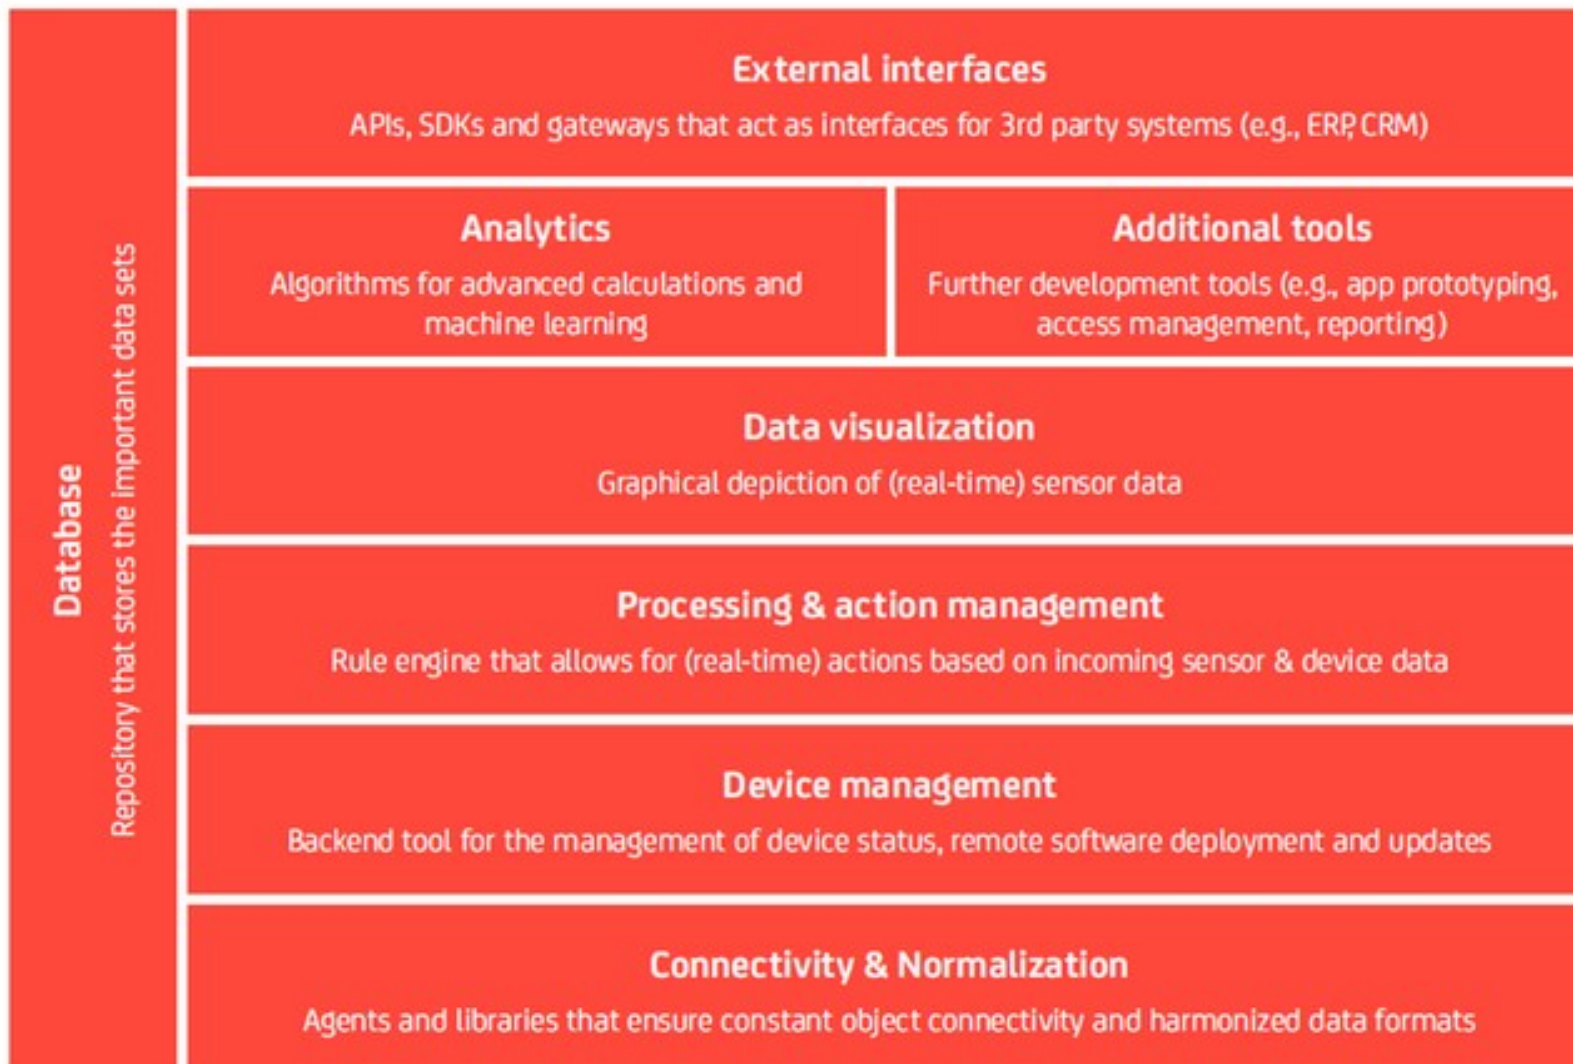 Database
Repository that stores the important data sets
External interfaces
APIs, SDKs and gateways that act as interfaces for 3rd party systems (e.g., ERP, CRM)
Analytics
Algorithms for advanced calculations and
machine learning
Additional tools
Further development tools (e.g., app prototyping,
access management, reporting)
Data visualization
Graphical depiction of (real-time) sensor data
Processing & action management
Rule engine that allows for (real-time) actions based on incoming sensor & device data
Device management
Backend tool for the management of device status, remote software deployment and updates
Connectivity & Normalization
Agents and libraries that ensure constant object connectivity and harmonized data formats